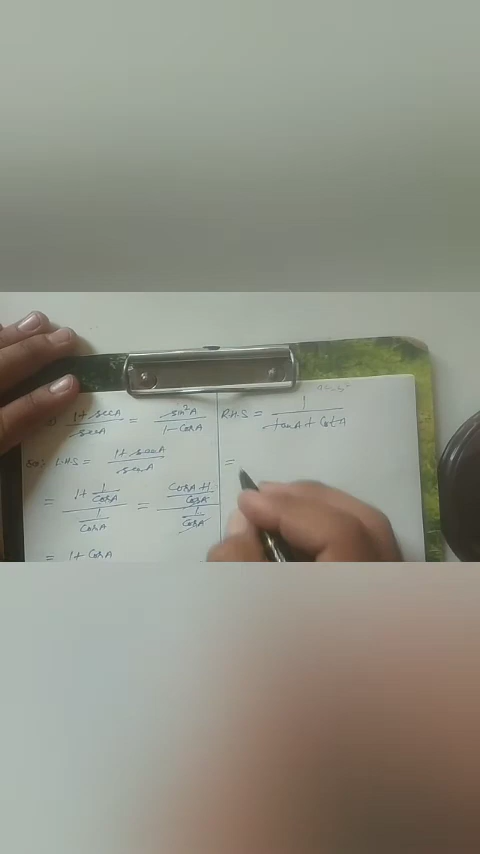 1+secA / secA = sin²A / 1-cosA
Sol:- L.H.S = 1+secA / secA
= 1+ 1/cosA / 1/cosA = cosA+1 / cosA / 1/cosA
= 1+cosA
R.H.S = 1 / tanA + cotA
=